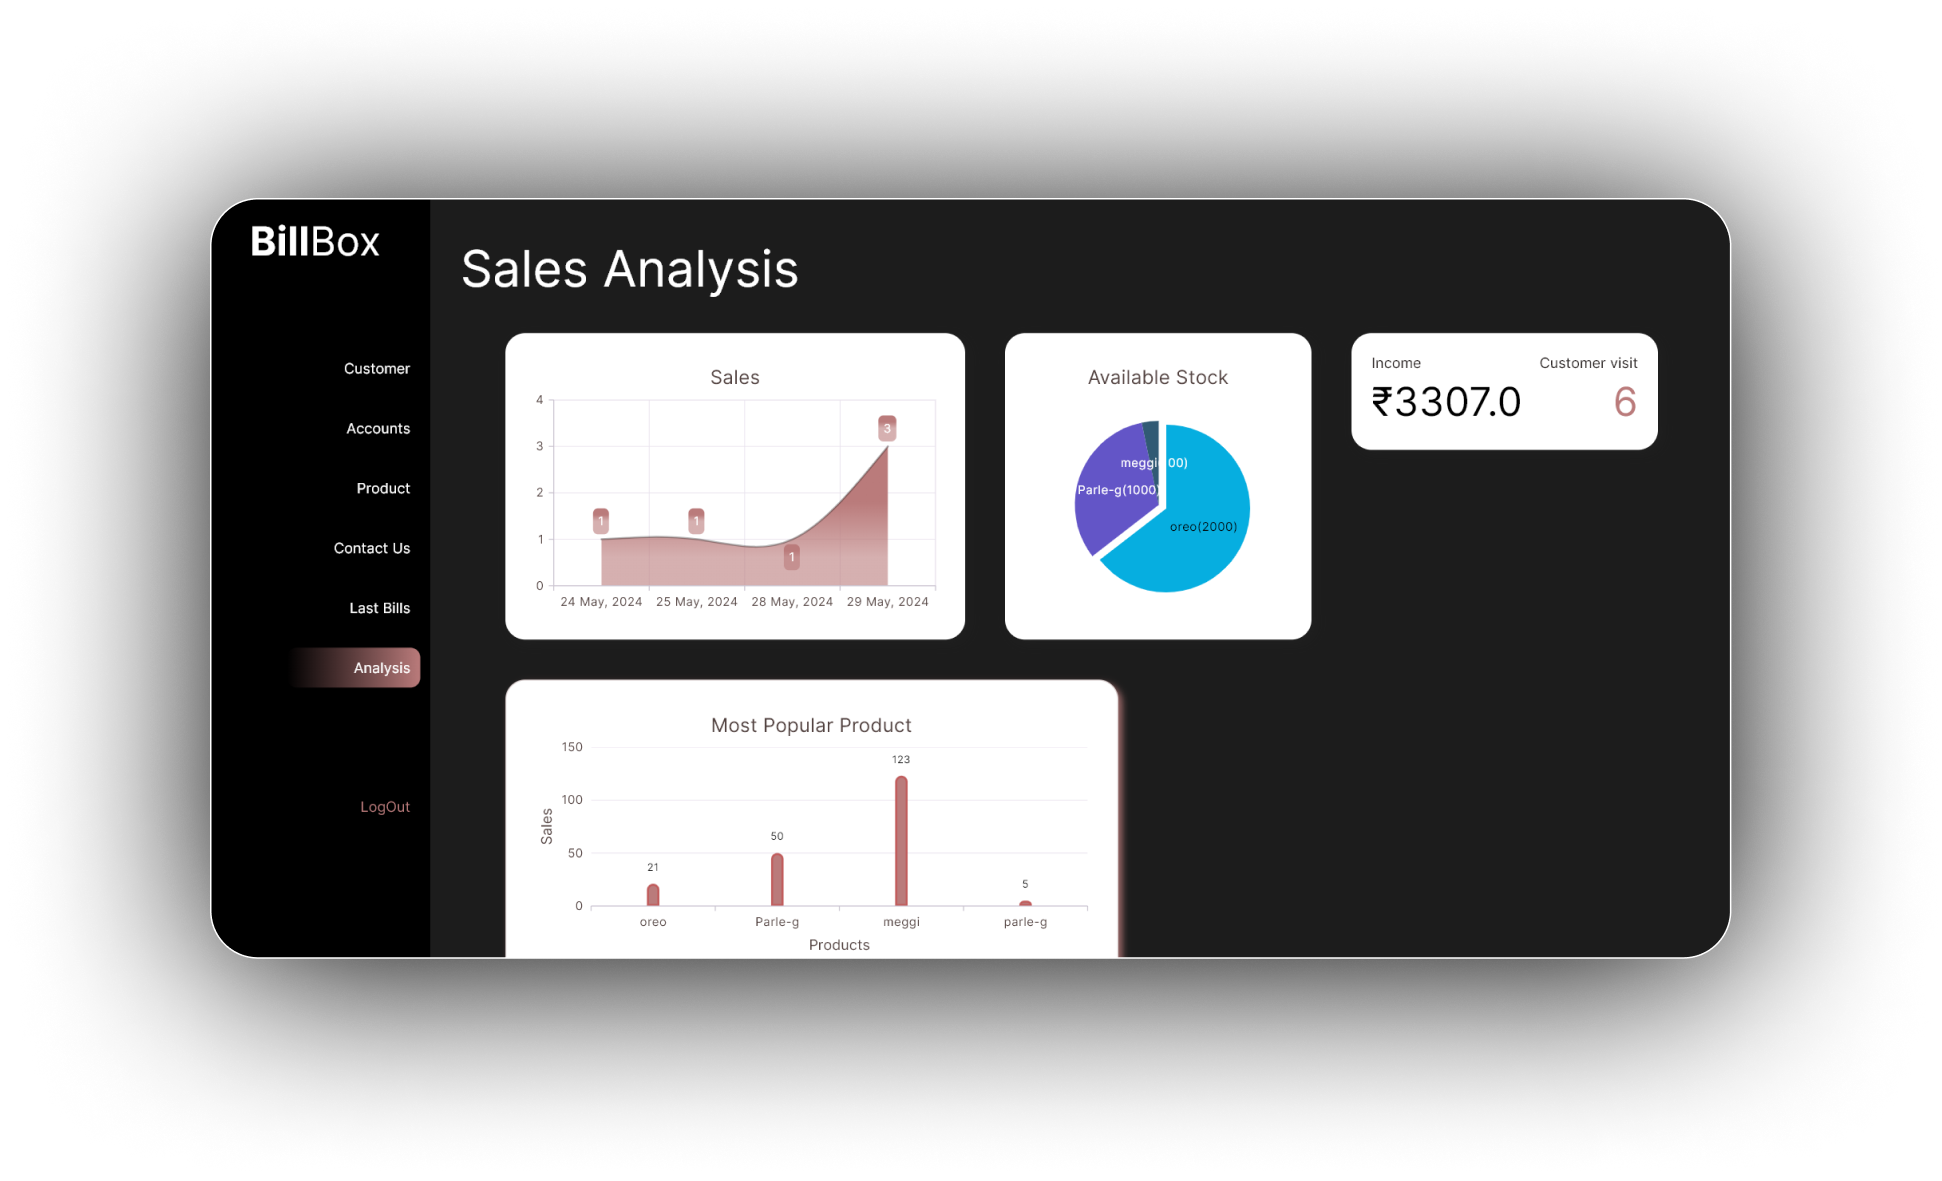 BillBox
Customer
Accounts
Product
Contact Us
Last Bills
Analysis
LogOut
Sales Analysis
Sales
4
3
2
1
0
1
1
1
3
24 May, 2024 25 May, 2024 28 May, 2024 29 May, 2024
Available Stock
Parle-g(1000)
oreo(2000)
Income Customer visit
₹3307.0 6
Most Popular Product
Sales
150
100
50
0
21
50
123
5
oreo Parle-g meggi parle-g
Products